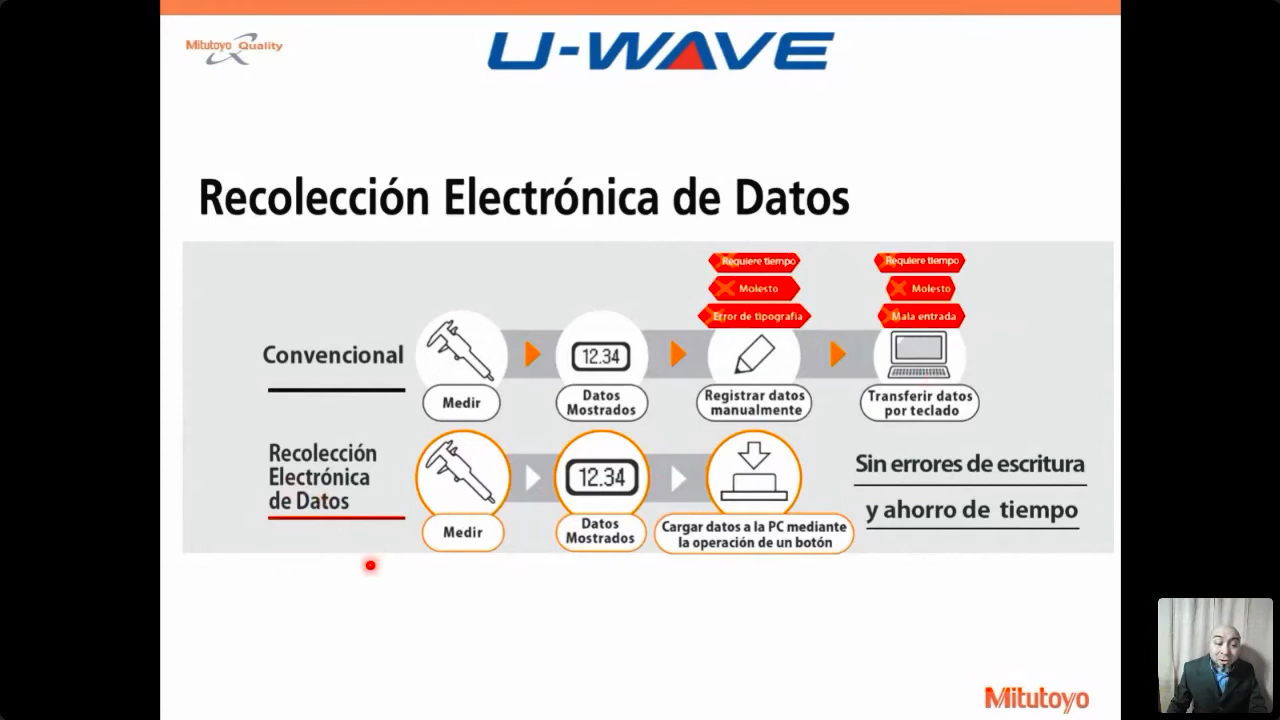 Mitutoyo Quality
U-WAVE
Recolección Electrónica de Datos
Requiere tiempo
Molesto
Error de tipografía
Requiere tiempo
Molesto
Mala entrada
Convencional
12.34
Medir
Datos
Mostrados
Registrar datos
manualmente
Transferir datos
por teclado
Recolección
Electrónica
de Datos
12.34
Medir
Datos
Mostrados
Cargar datos a la PC mediante
la operación de un botón
Sin errores de escritura
y ahorro de tiempo
Mitutoyo